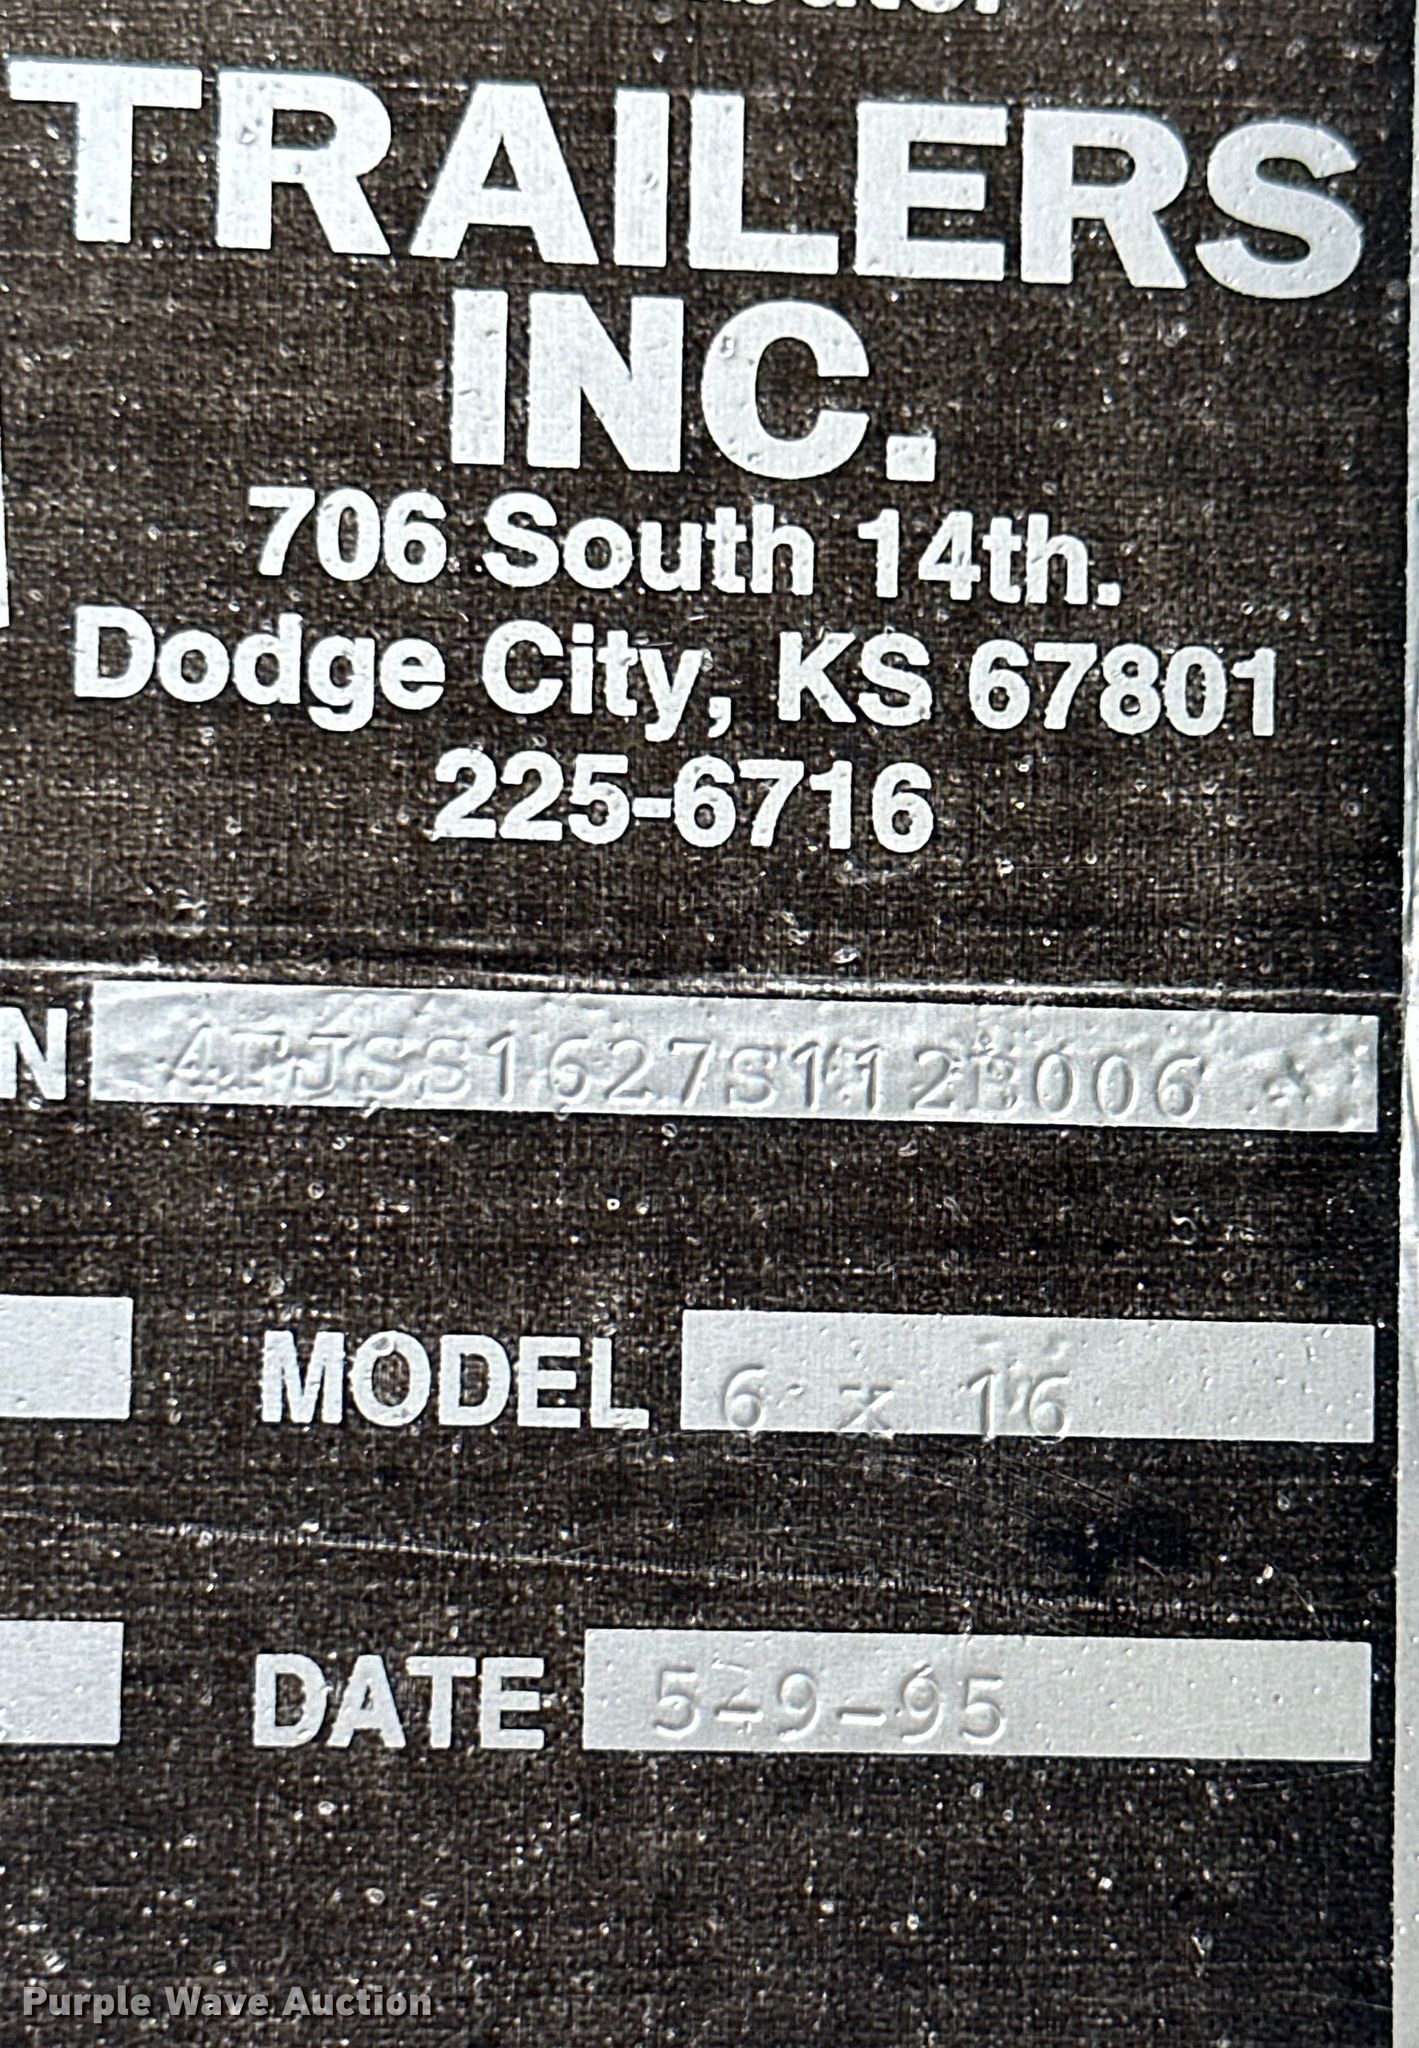 TRAILERS
INC.
706 South 14th.
Dodge City, KS 67801
225-6716
N
MODEL 6 x 16
DATE 5-9-95
Purple Wave Auction